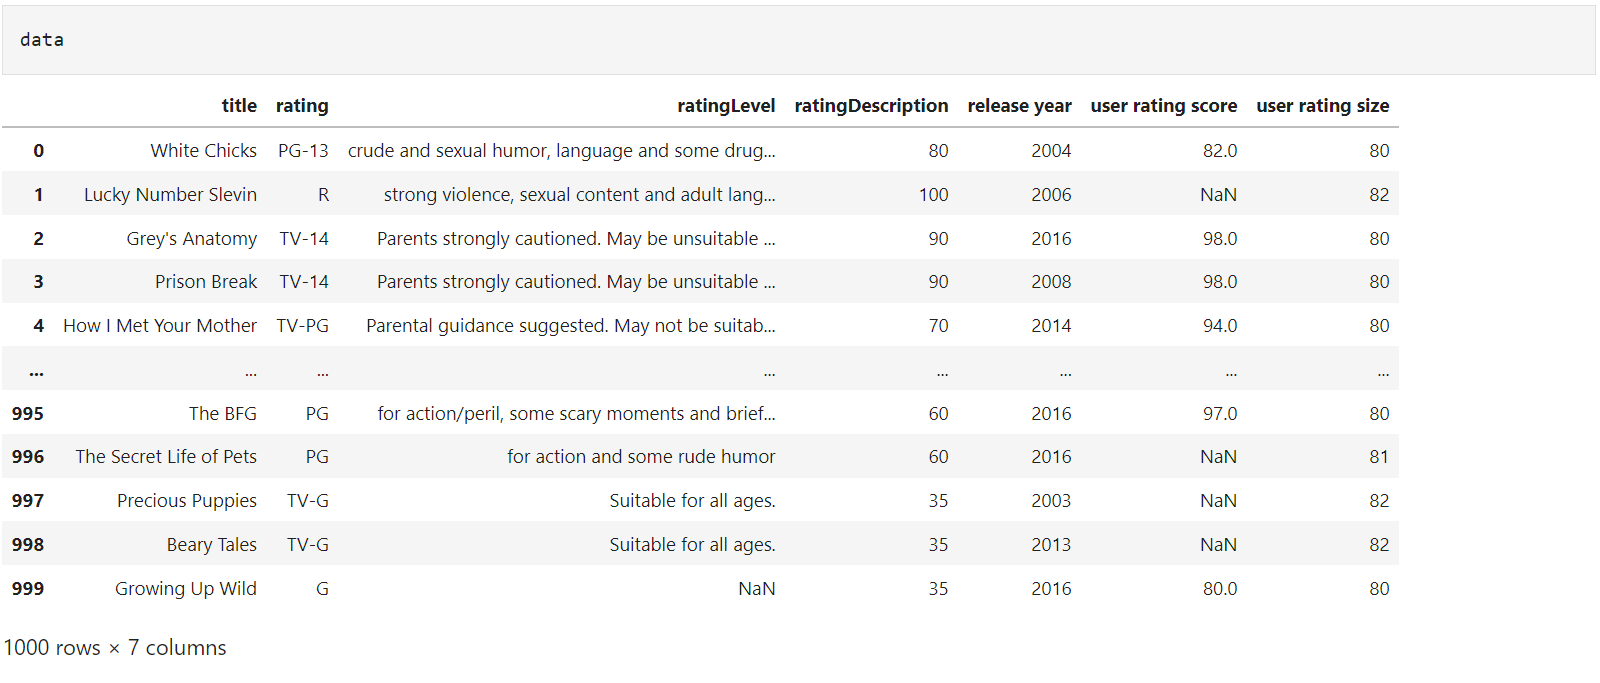 data
title rating ratingLevel ratingDescription release year user rating score user rating size
0 White Chicks PG-13 crude and sexual humor, language and some drug... 80 2004 82.0 80
1 Lucky Number Slevin R strong violence, sexual content and adult lang... 100 2006 NaN 82
2 Grey's Anatomy TV-14 Parents strongly cautioned. May be unsuitable ... 90 2016 98.0 80
3 Prison Break TV-14 Parents strongly cautioned. May be unsuitable ... 90 2008 98.0 80
4 How I Met Your Mother TV-PG Parental guidance suggested. May not be suitab... 70 2014 94.0 80
... ... ... ... ... ... ... ...
995 The BFG PG for action/peril, some scary moments and brief... 60 2016 97.0 80
996 The Secret Life of Pets PG for action and some rude humor 60 2016 NaN 81
997 Precious Puppies TV-G Suitable for all ages. 35 2003 NaN 82
998 Beary Tales TV-G Suitable for all ages. 35 2013 NaN 82
999 Growing Up Wild G NaN 35 2016 80.0 80
1000 rows × 7 columns